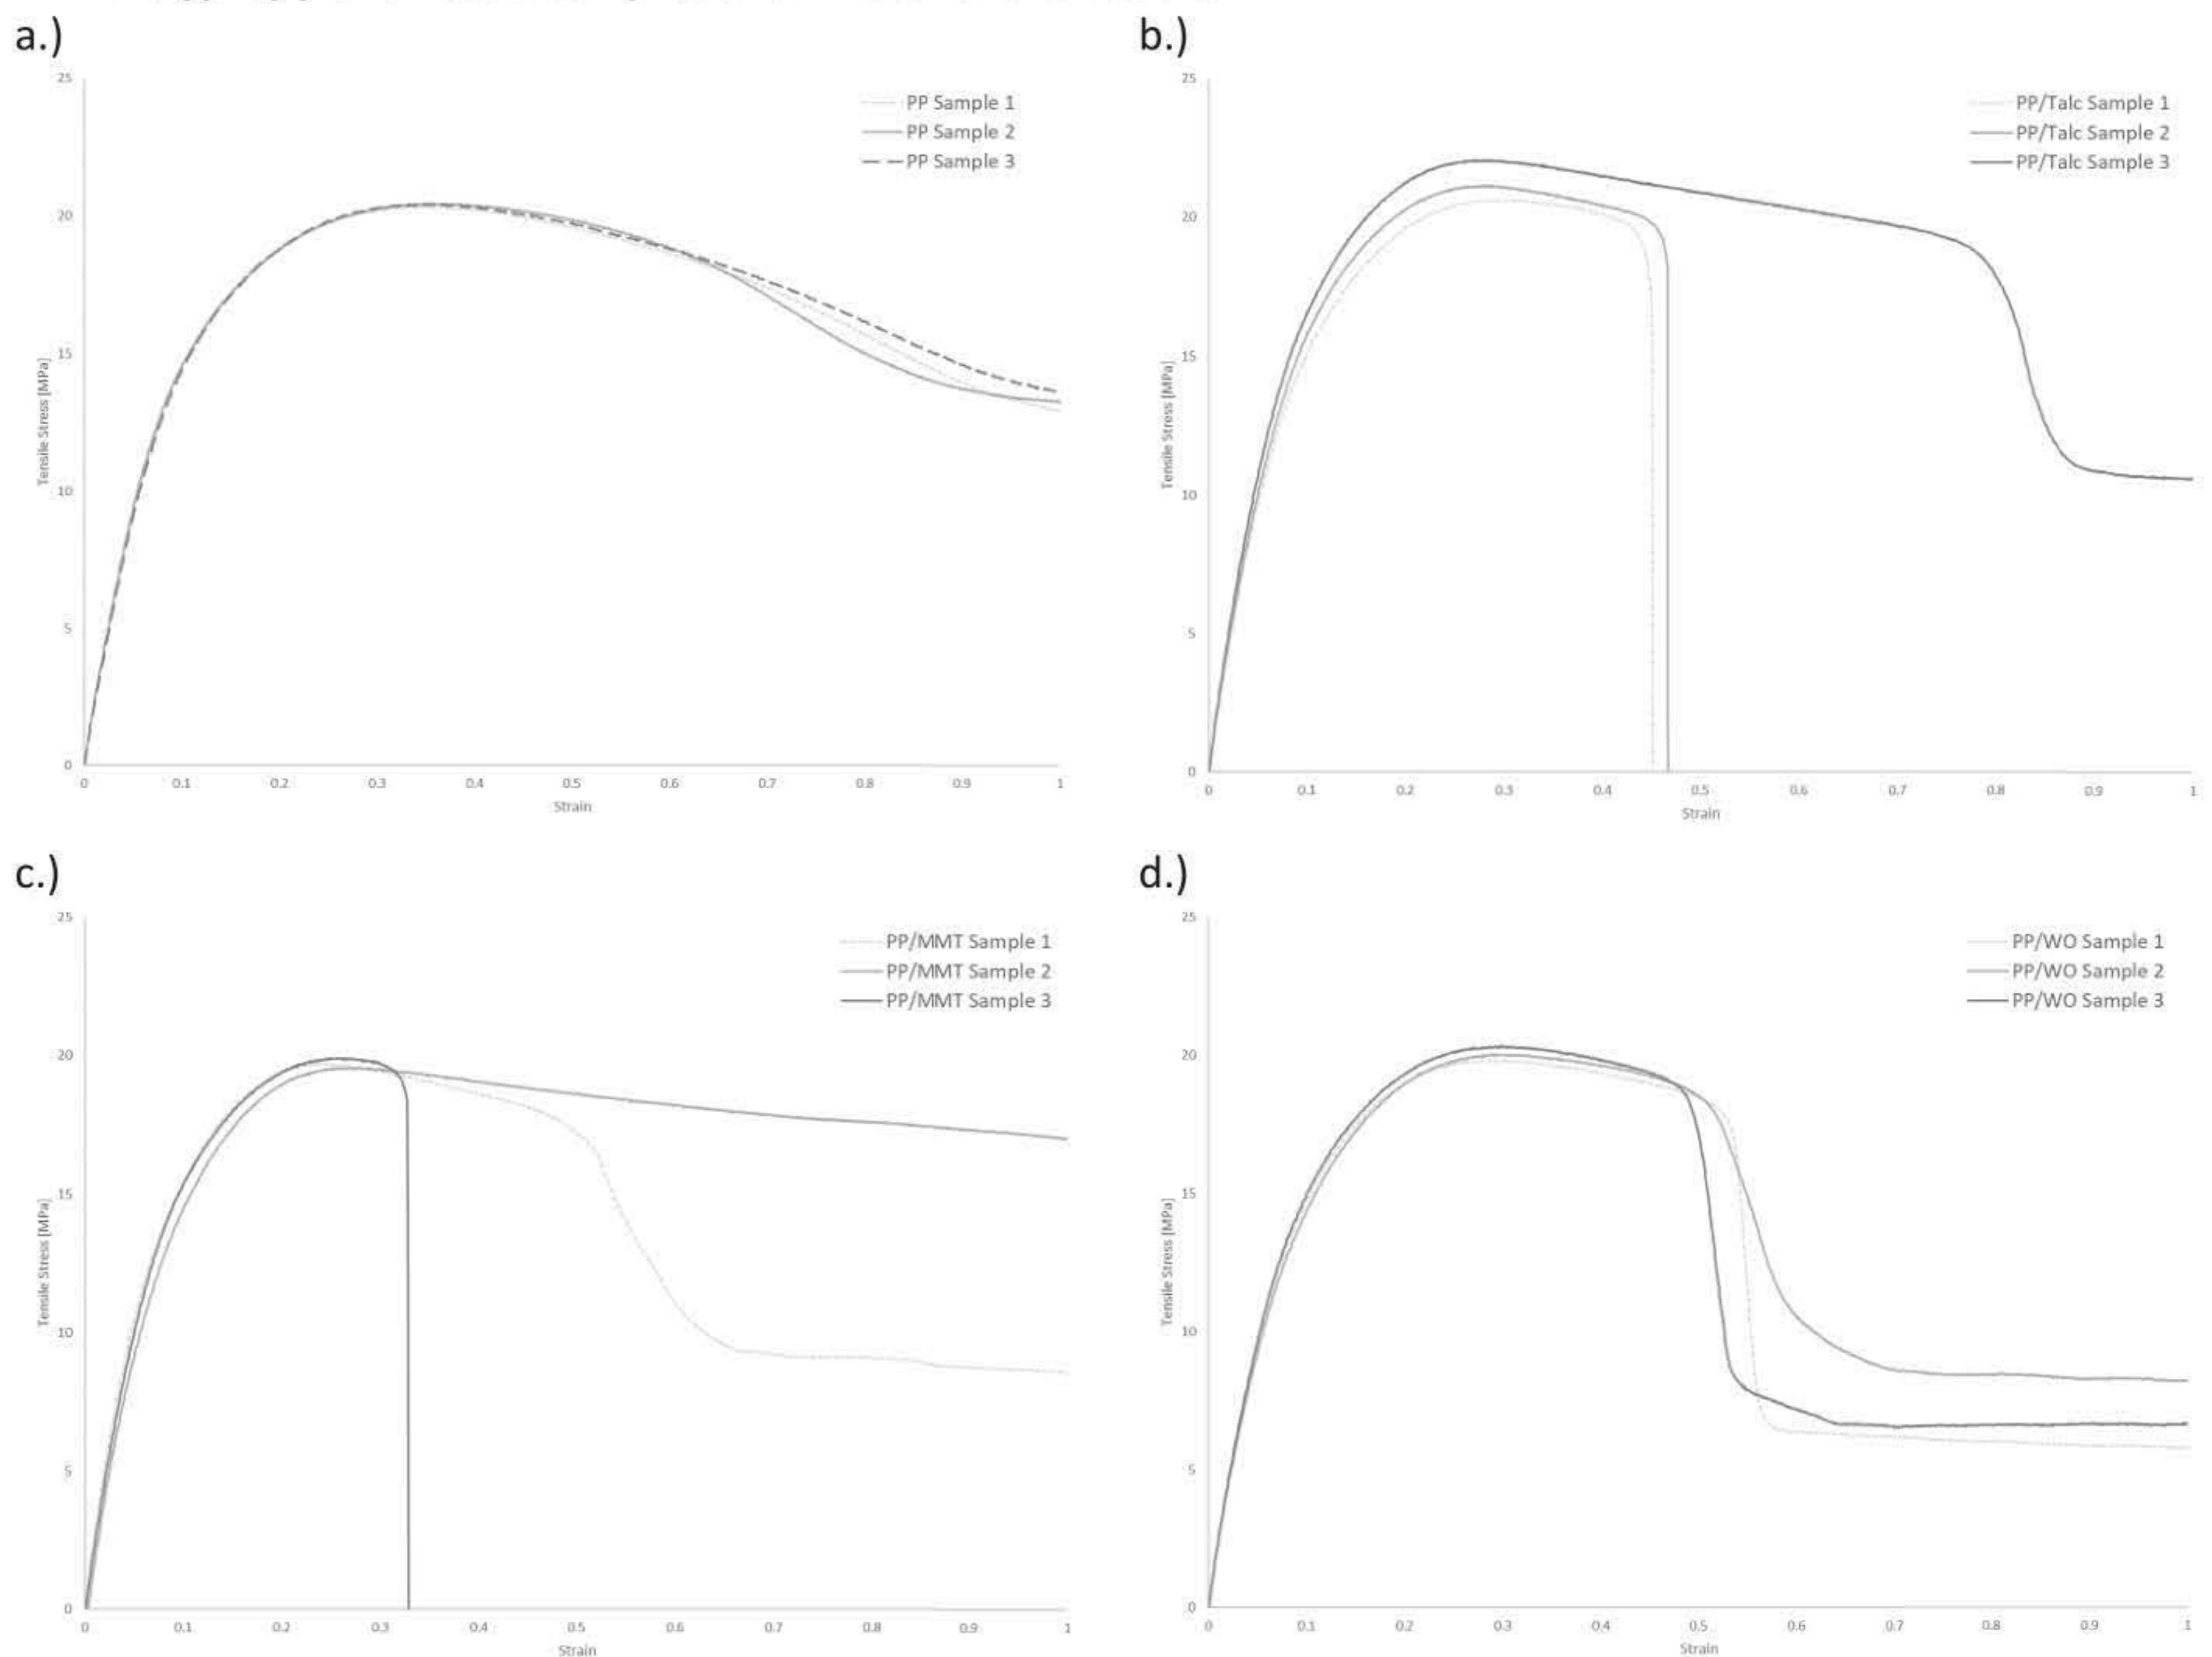 a.)
25
20
15
10
5
0
Tensile Stress [MPa]
PP Sample 1
PP Sample 2
PP Sample 3
0 0.1 0.2 0.3 0.4 0.5 0.6 0.7 0.8 0.9 1
Strain
b.)
25
20
15
10
5
0
Tensile Stress [MPa]
PP/Talc Sample 1
PP/Talc Sample 2
PP/Talc Sample 3
0 0.1 0.2 0.3 0.4 0.5 0.6 0.7 0.8 0.9 1
Strain
c.)
25
20
15
10
5
0
Tensile Stress [MPa]
PP/MMT Sample 1
PP/MMT Sample 2
PP/MMT Sample 3
0 0.1 0.2 0.3 0.4 0.5 0.6 0.7 0.8 0.9 1
Strain
d.)
25
20
15
10
5
0
Tensile Stress [MPa]
PP/WO Sample 1
PP/WO Sample 2
PP/WO Sample 3
0 0.1 0.2 0.3 0.4 0.5 0.6 0.7 0.8 0.9 1
Strain